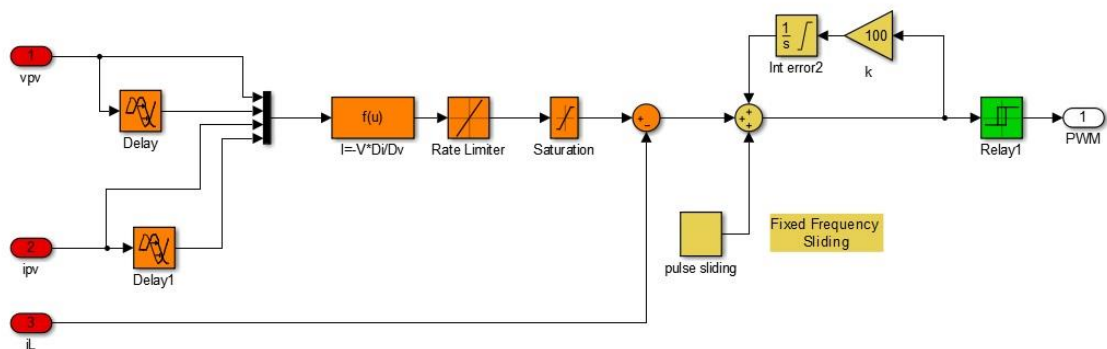 1
vpv
Delay
2
ipv
Delay1
3
iL
f(u)
I=-V*Di/Dv
Rate Limiter
Saturation
1
s
Int error2
100
k
pulse sliding
Fixed Frequency
Sliding
Relay1
1
PWM